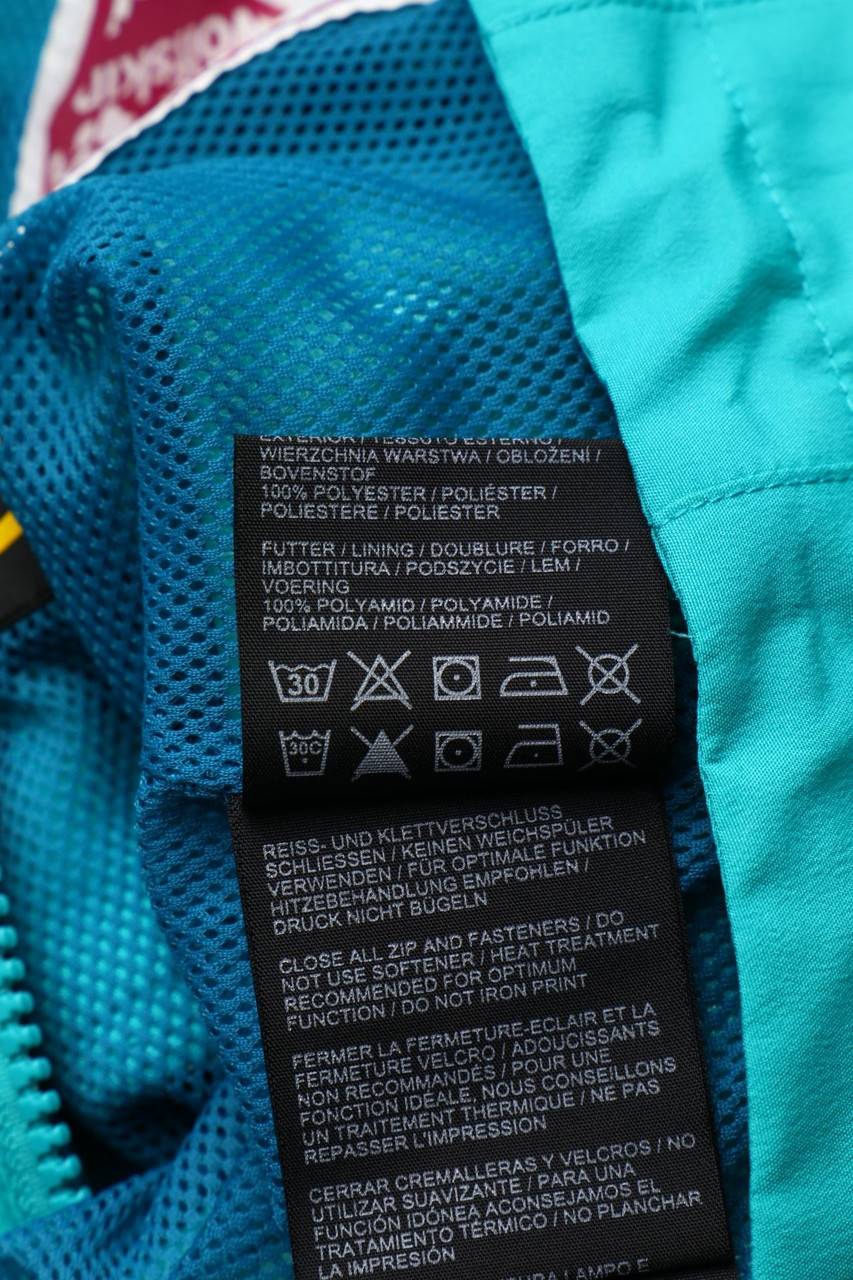 WIERZCHNIA WARSTWA / OBLOŽENÍ /
BOVENSTOF
100% POLYESTER / POLIÉSTER /
POLIESTERE / POLIESTER
FUTTER / LINING / DOUBLURE / FORRO /
IMBOTTITURA / PODSZYCIE / LEM /
VOERING
100% POLYAMID / POLYAMIDE /
POLIAMIDA / POLIAMMIDE / POLIAMID
30
30C
REISS- UND KLETTVERSCHLUSS
SCHLIESSEN / KEINEN WEICHSPÜLER
VERWENDEN / FÜR OPTIMALE FUNKTION
HITZEBEHANDLUNG EMPFOHLEN /
DRUCK NICHT BÜGELN
CLOSE ALL ZIP AND FASTENERS / DO
NOT USE SOFTENER / HEAT TREATMENT
RECOMMENDED FOR OPTIMUM
FUNCTION / DO NOT IRON PRINT
FERMER LA FERMETURE-ECLAIR ET LA
FERMETURE VELCRO / ADOUCISSANTS
NON RECOMMANDÉS / POUR UNE
FONCTION IDÉALE, NOUS CONSEILLONS
UN TRAITEMENT THERMIQUE / NE PAS
REPASSER L'IMPRESSION
CERRAR CREMALLERAS Y VELCROS / NO
UTILIZAR SUAVIZANTE / PARA UNA
FUNCIÓN IDÓNEA ACONSEJAMOS EL
TRATAMIENTO TÉRMICO / NO PLANCHAR
LA IMPRESIÓN
LAMPO E